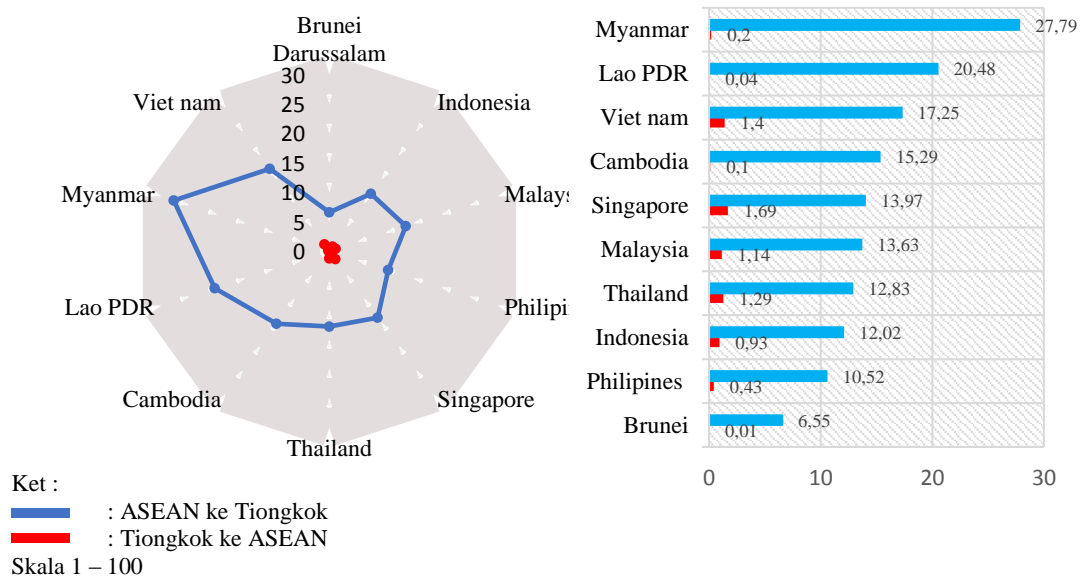 Brunei
Darussalam
Indonesia
Malays
Philipi
Singapore
Thailand
Cambodia
Lao PDR
Myanmar
Viet nam
30
25
20
15
10
5
0
Ket :
: ASEAN ke Tiongkok
: Tiongkok ke ASEAN
Skala 1 – 100
Myanmar 27,79
0,2
Lao PDR 20,48
0,04
Viet nam 17,25
1,4
Cambodia 15,29
0,1
Singapore 13,97
1,69
Malaysia 13,63
1,14
Thailand 12,83
1,29
Indonesia 12,02
0,93
Philipines 10,52
0,43
Brunei 6,55
0,01
0 10 20 30